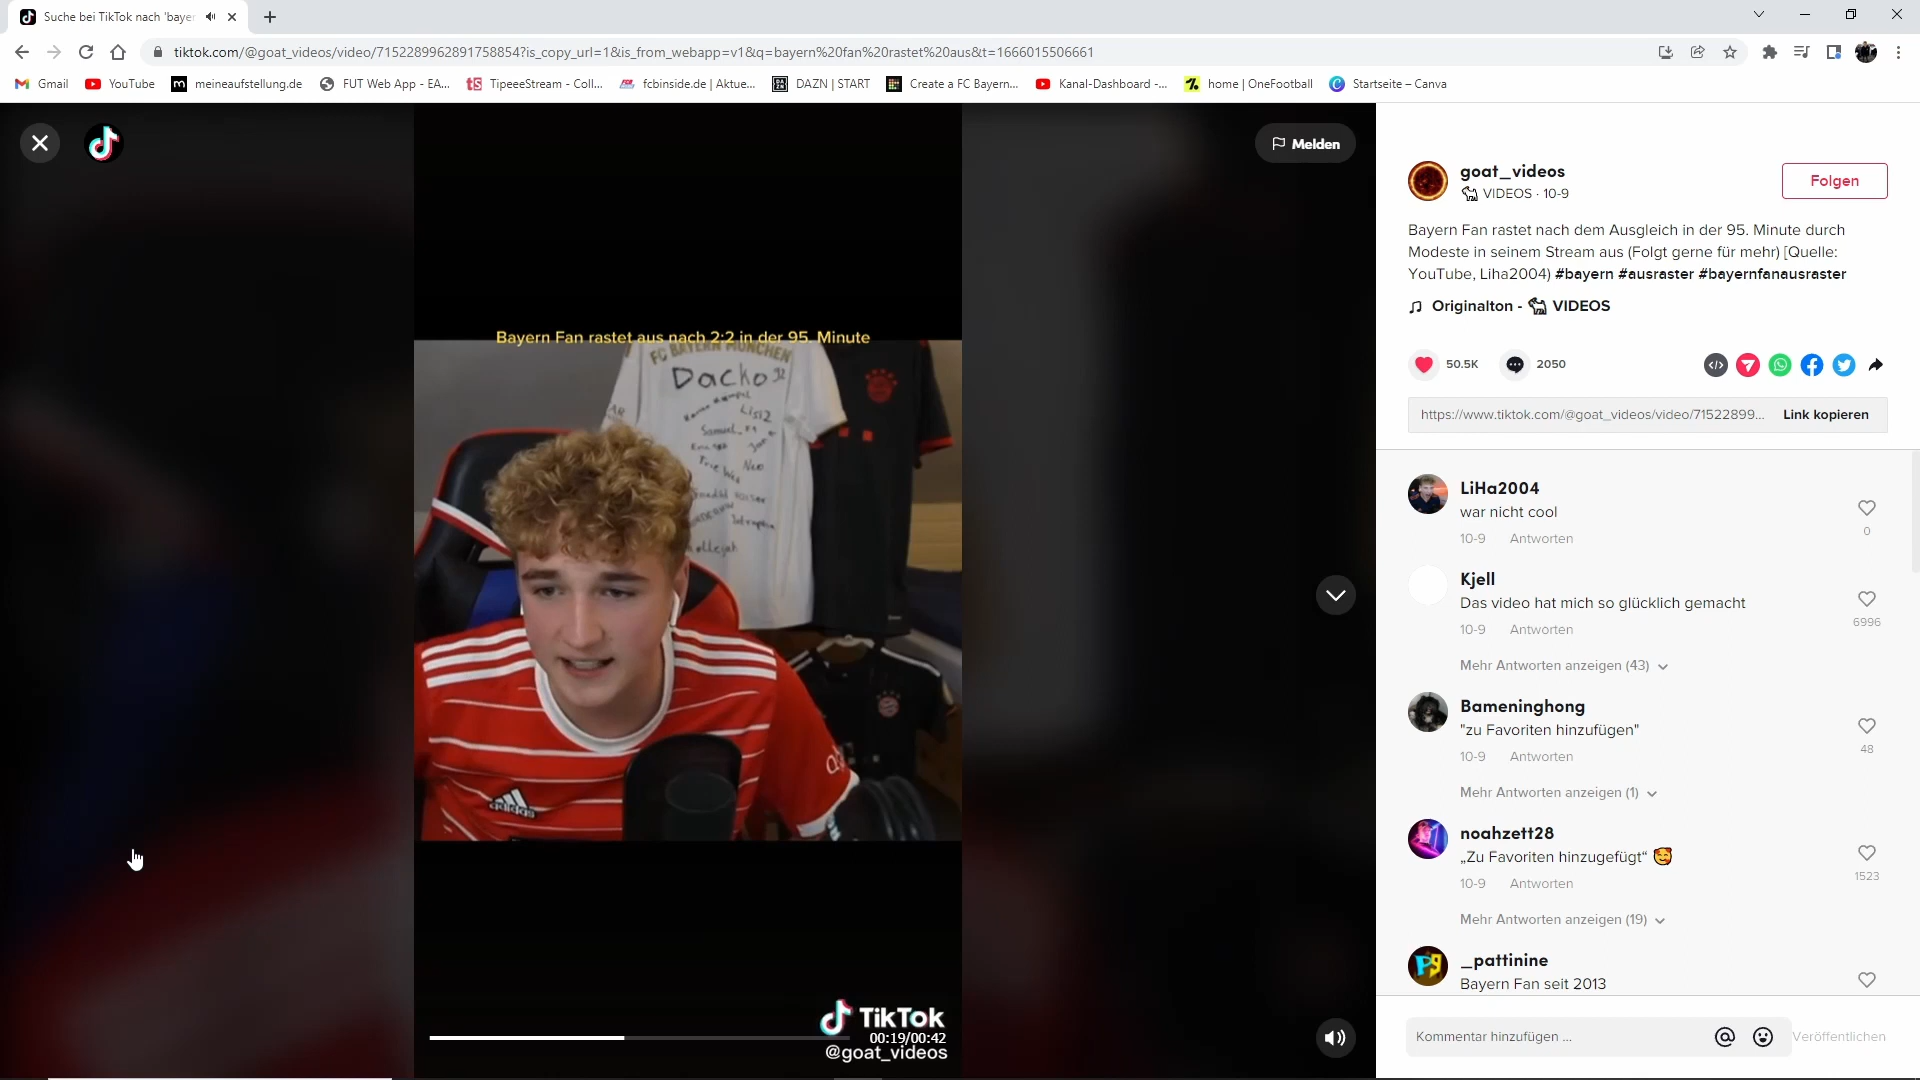 Suche bei TikTok nach 'bayer
tiktok.com/@goat_videos/video/7152289962891758854?is_copy_url=1&is_from_webapp=v1&q=bayern%20fan%20rastet%20aus&t=1666015506661
Gmail
YouTube
meineaufstellung.de
FUT Web App - EA...
TipeeeStream - Coll...
fcbinside.de | Aktue...
DAZN | START
Create a FC Bayern...
Kanal-Dashboard -...
home | OneFootball
Startseite – Canva
Melden
Bayern Fan rastet aus nach 2:2 in der 95. Minute
FC BAYERN MÜNCHEN
Dacko
adidas
TikTok
00:19/00:42
@goat_videos
goat_videos
VIDEOS · 10-9
Folgen
Bayern Fan rastet nach dem Ausgleich in der 95. Minute durch
Modeste in seinem Stream aus (Folgt gerne für mehr) [Quelle:
YouTube, Liha2004) #bayern #ausraster #bayernfanausraster
Originalton - VIDEOS
50.5K
2050
https://www.tiktok.com/@goat_videos/video/71522899...
Link kopieren
LiHa2004
war nicht cool
10-9 Antworten
0
Kjell
Das video hat mich so glücklich gemacht
10-9 Antworten
6996
Mehr Antworten anzeigen (43)
Bameninghong
"zu Favoriten hinzufügen"
10-9 Antworten
48
Mehr Antworten anzeigen (1)
noahzett28
„Zu Favoriten hinzugefügt“ 🥰
10-9 Antworten
1523
Mehr Antworten anzeigen (19)
_pattinine
Bayern Fan seit 2013
Kommentar hinzufügen ...
Veröffentlichen